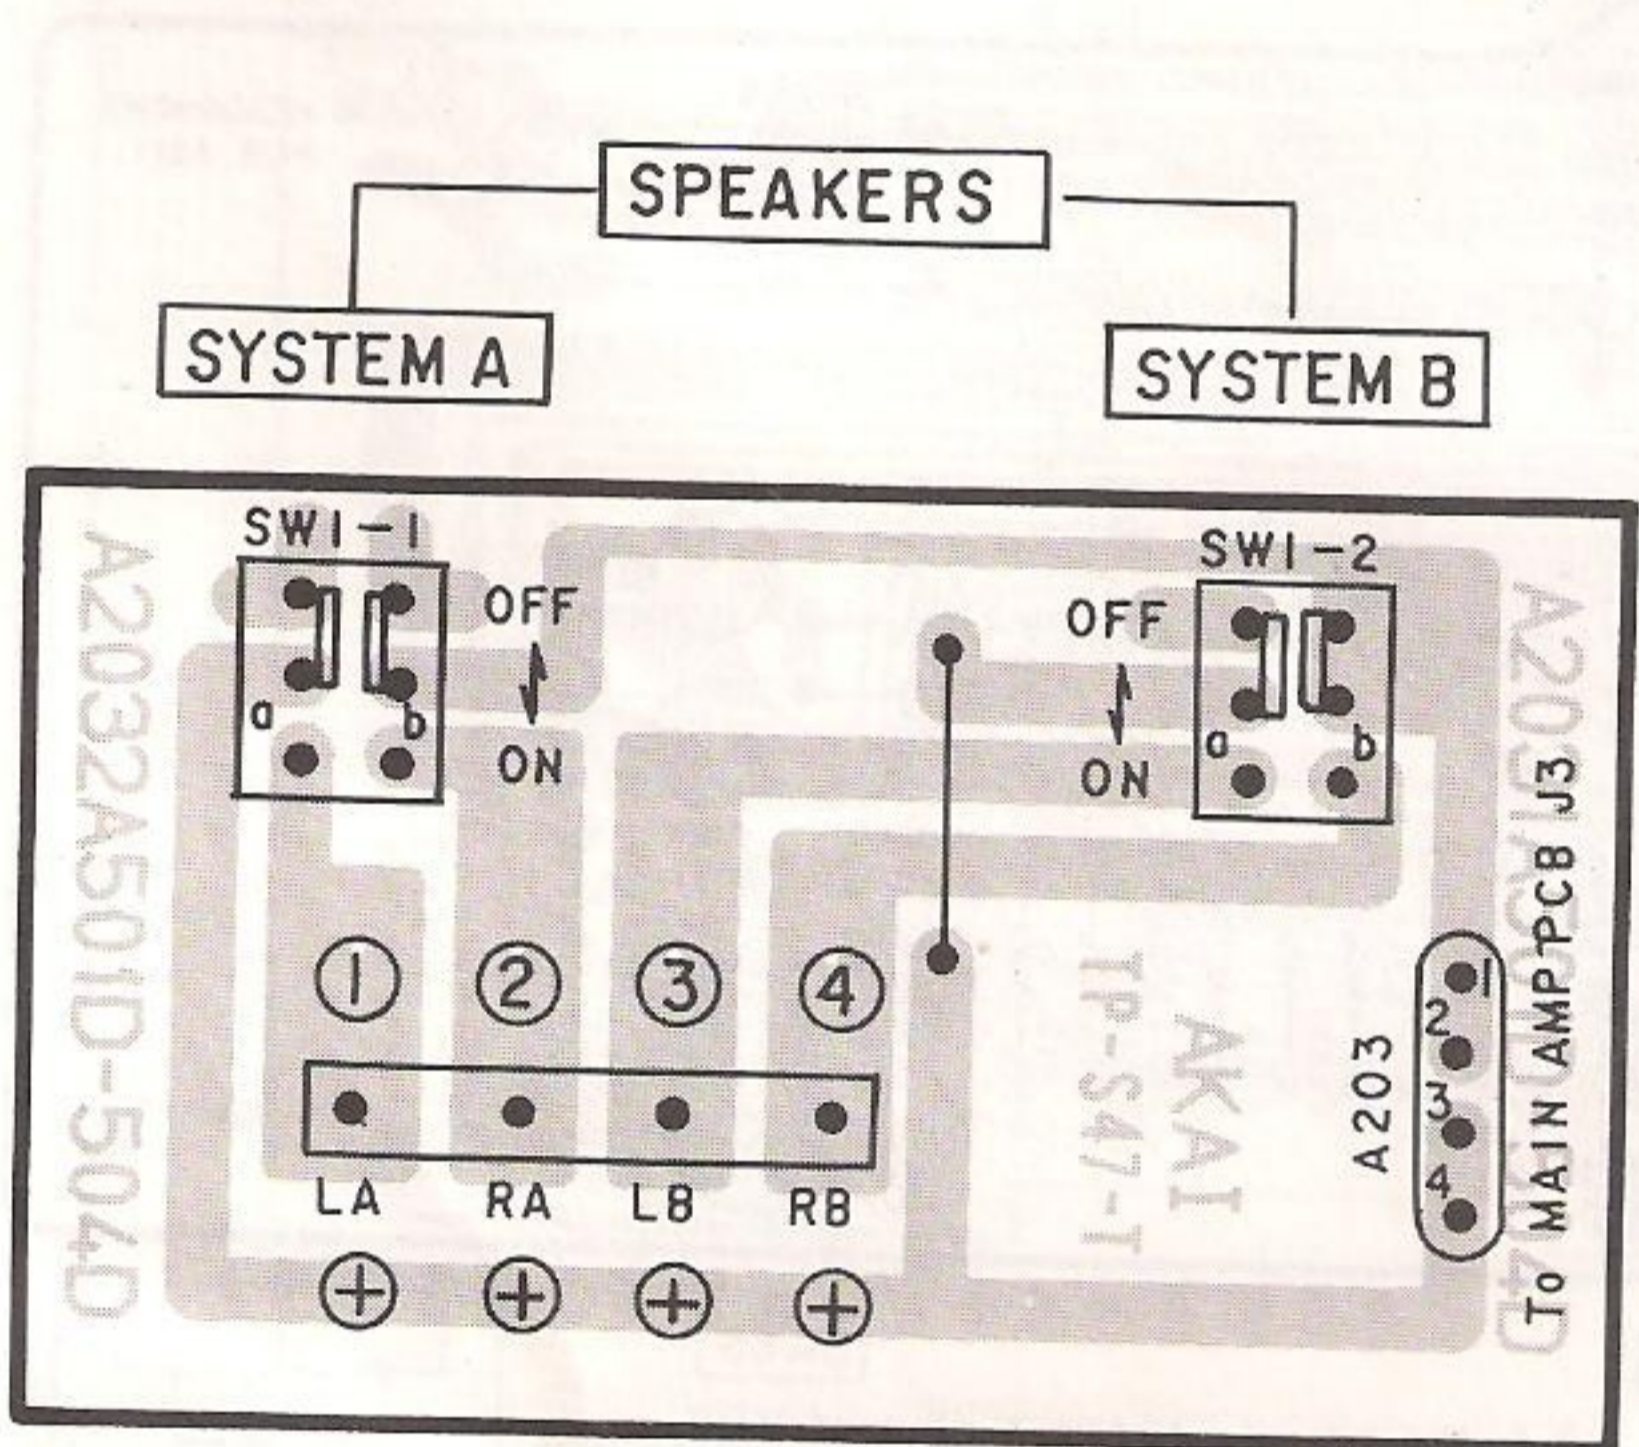 SPEAKERS
SYSTEM A
SYSTEM B
SW1-1
SW1-2
OFF
ON
a
b
OFF
ON
a
b
A2032A501D-504D
1
2
3
4
LA
RA
LB
RB
+
+
+
+
TP-S47-T
AKAI
A203
1
2
3
4
To MAIN AMP PCB J3